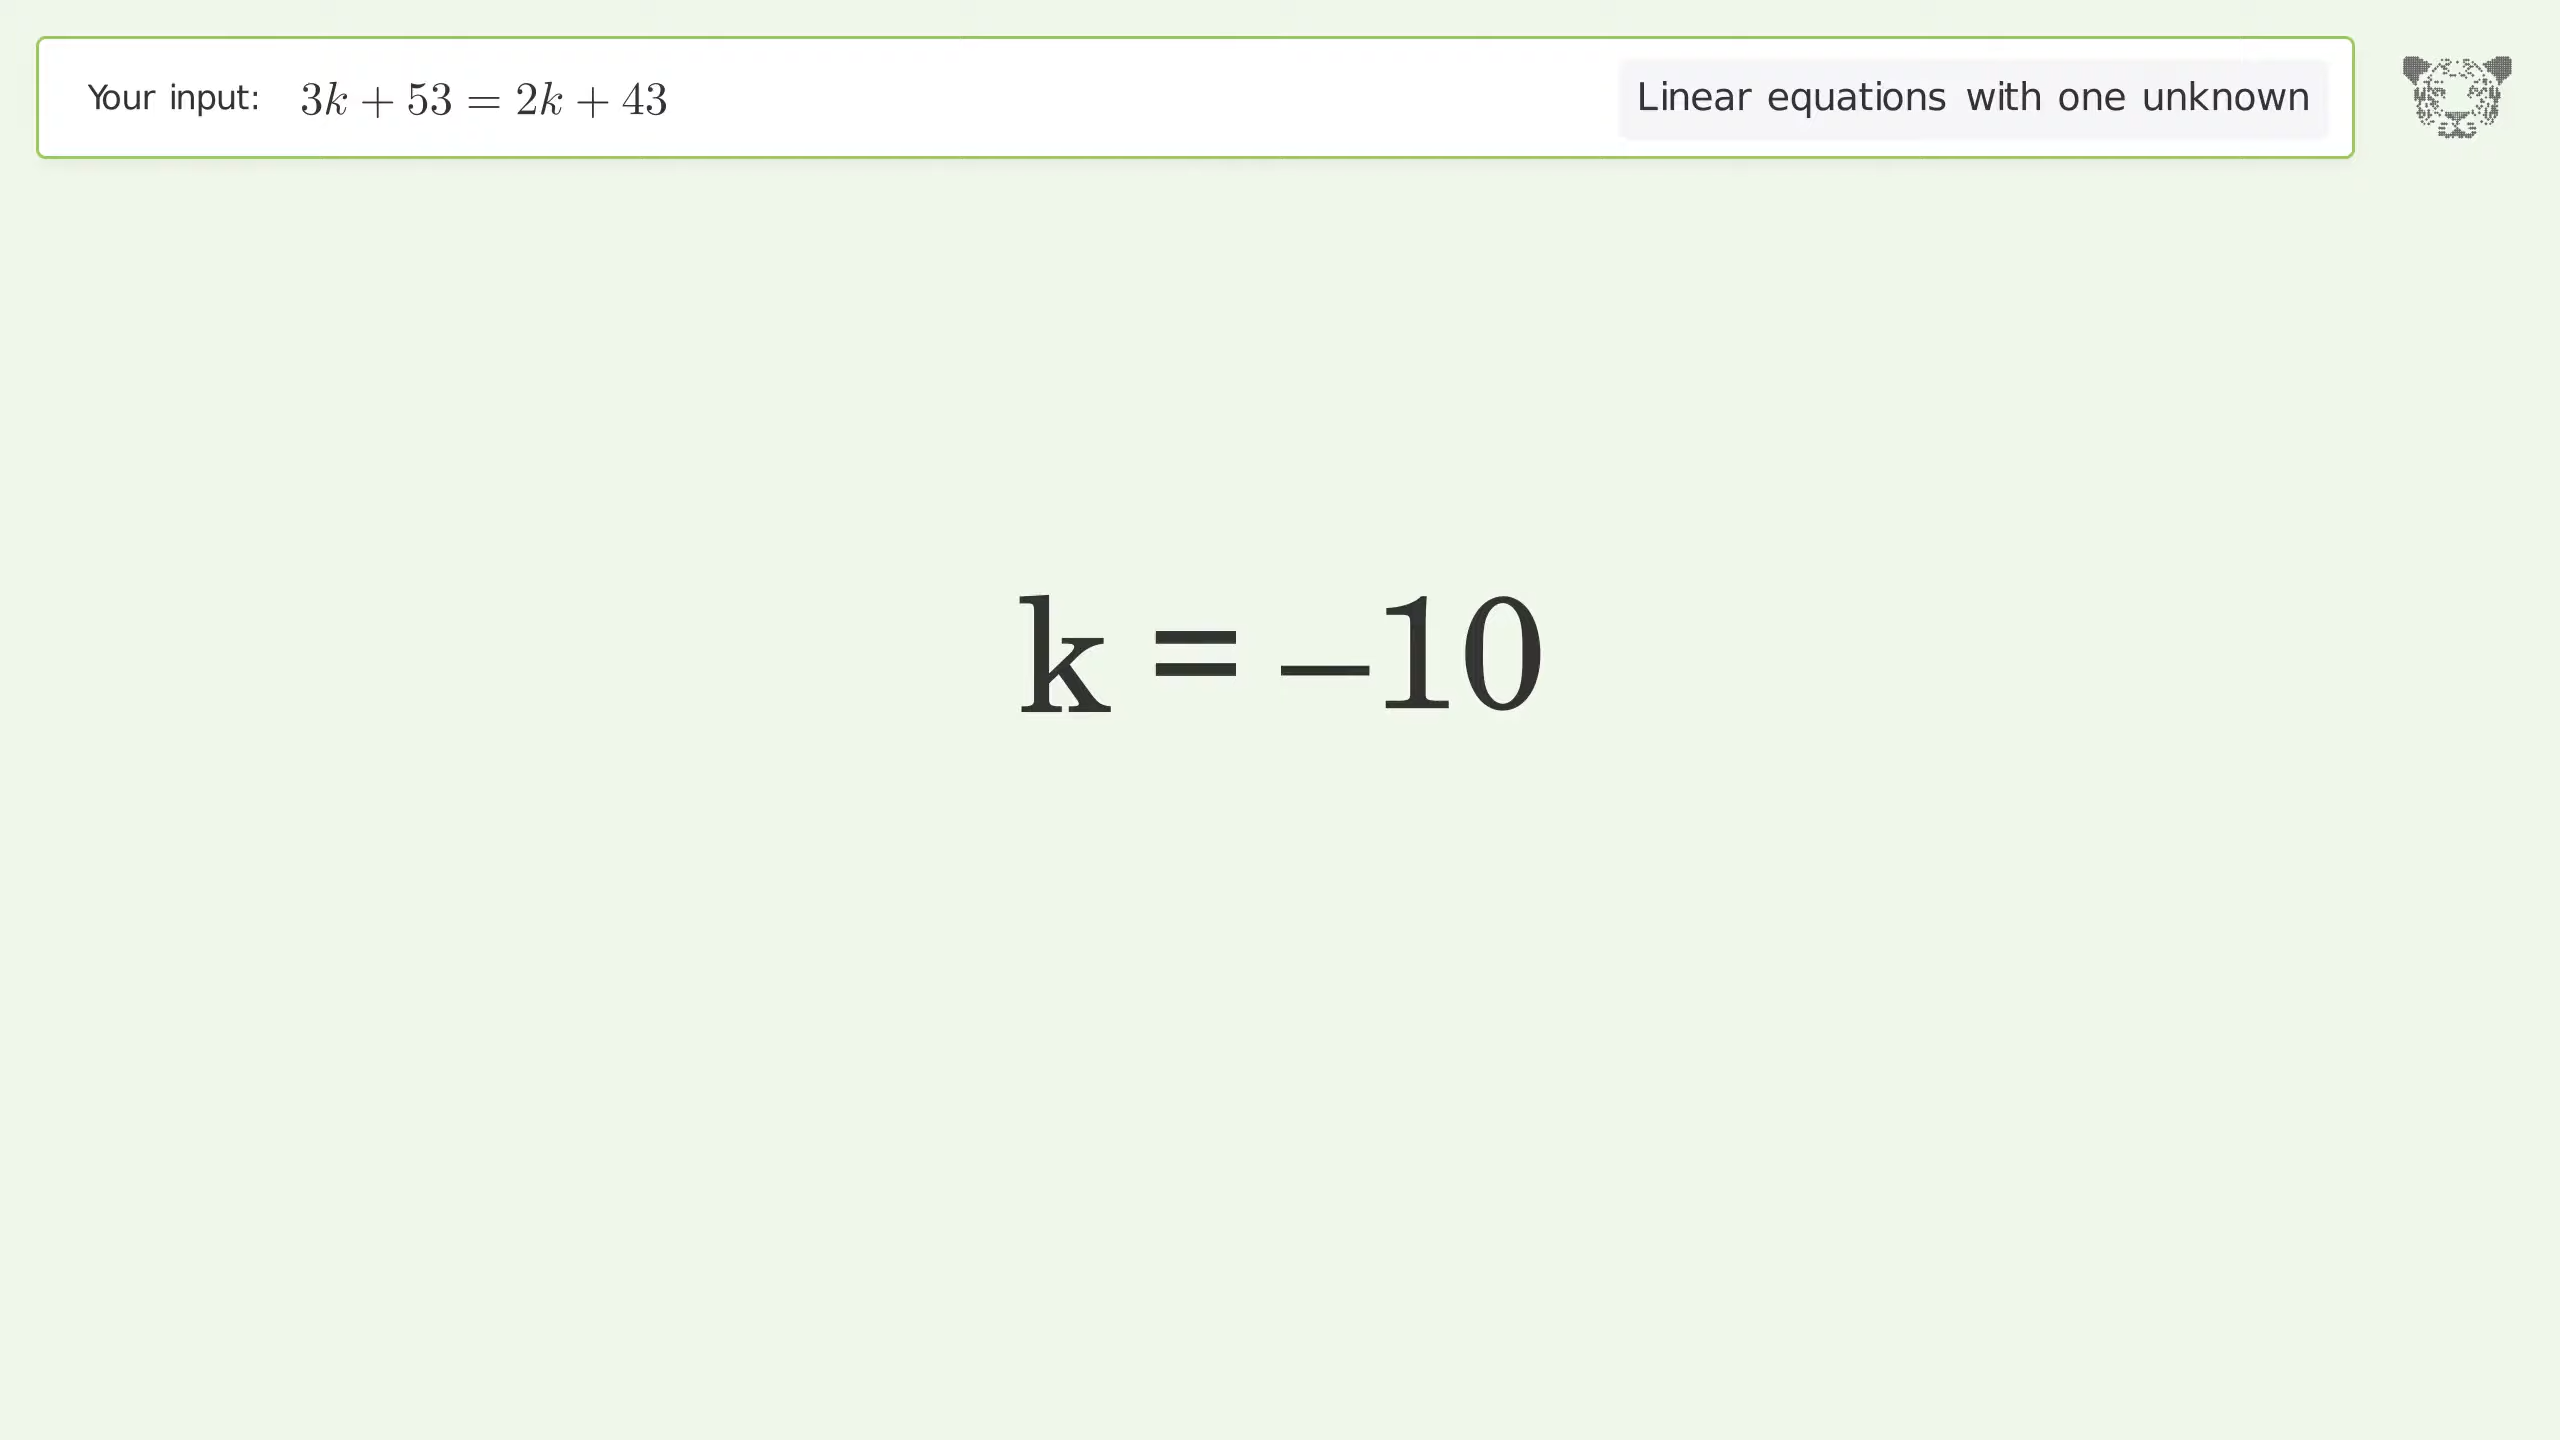 Your input: 3k + 53 = 2k + 43
Linear equations with one unknown
k = −10